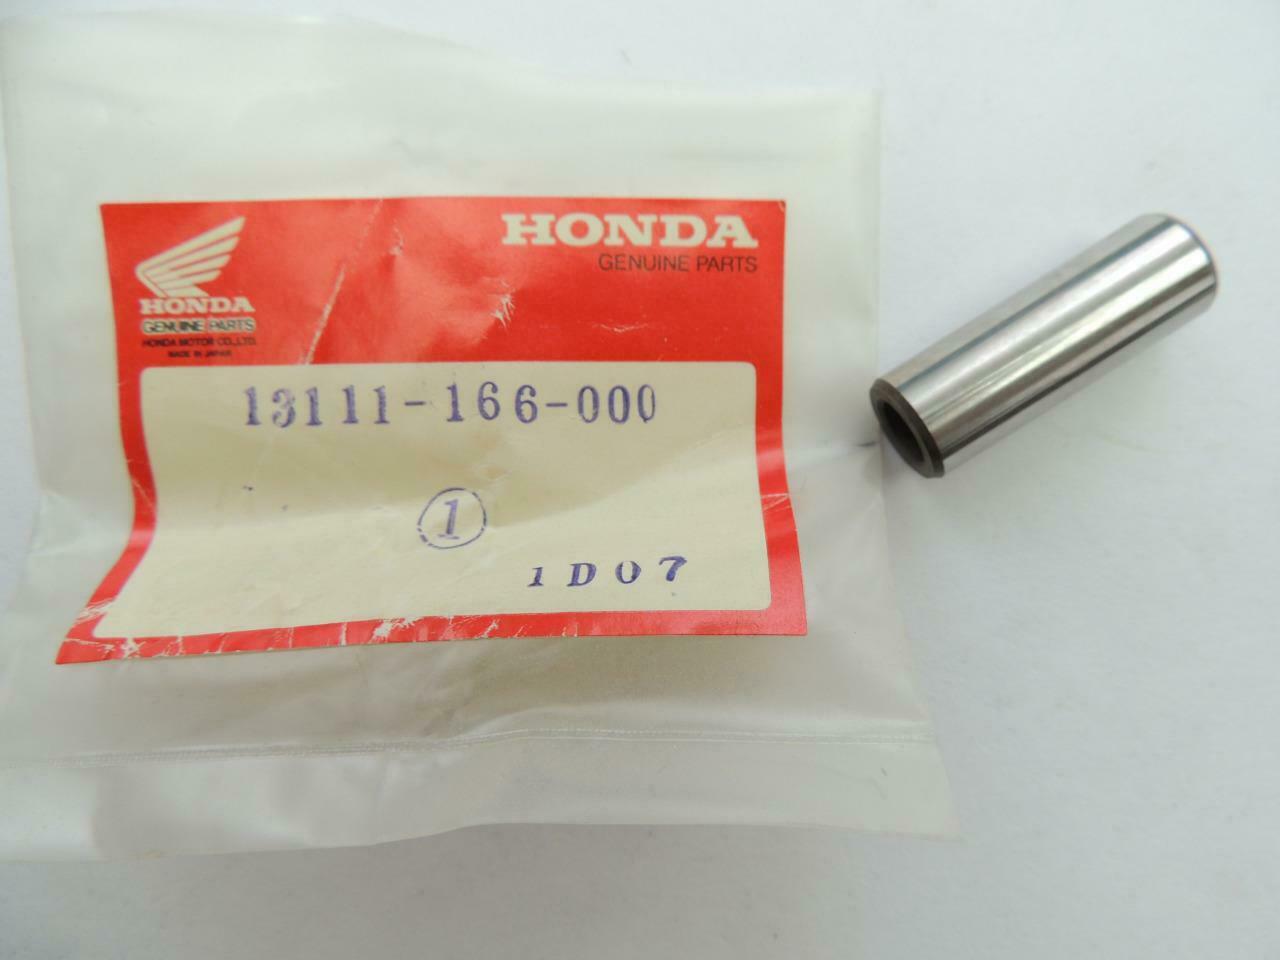 HONDA
GENUINE PARTS
HONDA
GENUINE PARTS
HONDA MOTOR CO.,LTD.
MADE IN JAPAN
13111-166-000
1
1D07